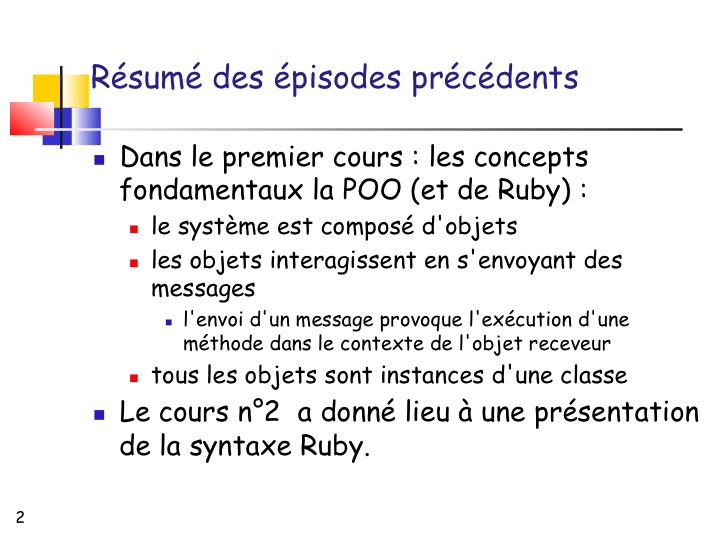 Résumé des épisodes précédents
Dans le premier cours : les concepts
fondamentaux la POO (et de Ruby) :
le système est composé d'objets
les objets interagissent en s'envoyant des
messages
l'envoi d'un message provoque l'exécution d'une
méthode dans le contexte de l'objet receveur
tous les objets sont instances d'une classe
Le cours n°2  a donné lieu à une présentation
de la syntaxe Ruby.
2